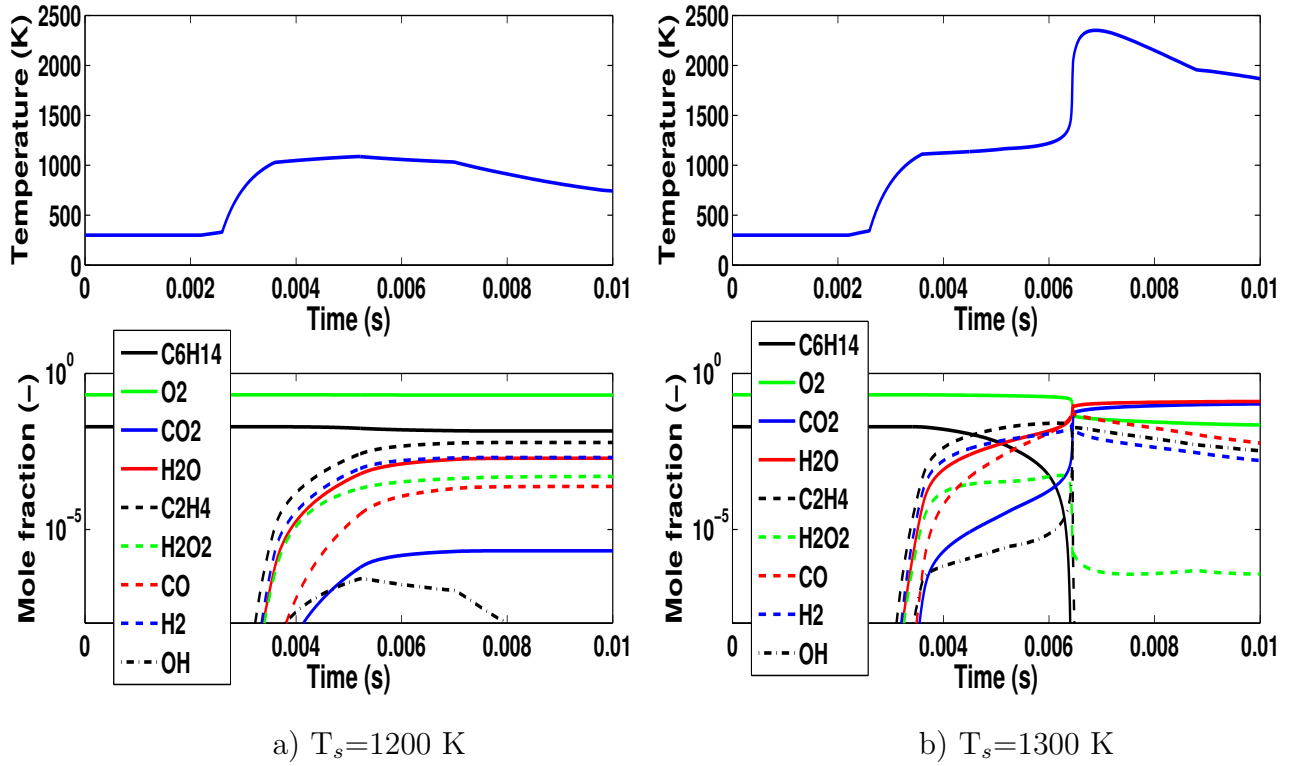 Temperature (K)
2500
2000
1500
1000
500
0
0 0.002 0.004 0.006 0.008 0.01
Time (s)
Mole fraction (−)
10^0
10^-5
C6H14
O2
CO2
H2O
C2H4
H2O2
CO
H2
OH
0 0.004 0.006 0.008 0.01
Time (s)
a) T_s=1200 K
Temperature (K)
2500
2000
1500
1000
500
0
0 0.002 0.004 0.006 0.008 0.01
Time (s)
Mole fraction (−)
10^0
10^-5
C6H14
O2
CO2
H2O
C2H4
H2O2
CO
H2
OH
0 0.004 0.006 0.008 0.01
Time (s)
b) T_s=1300 K